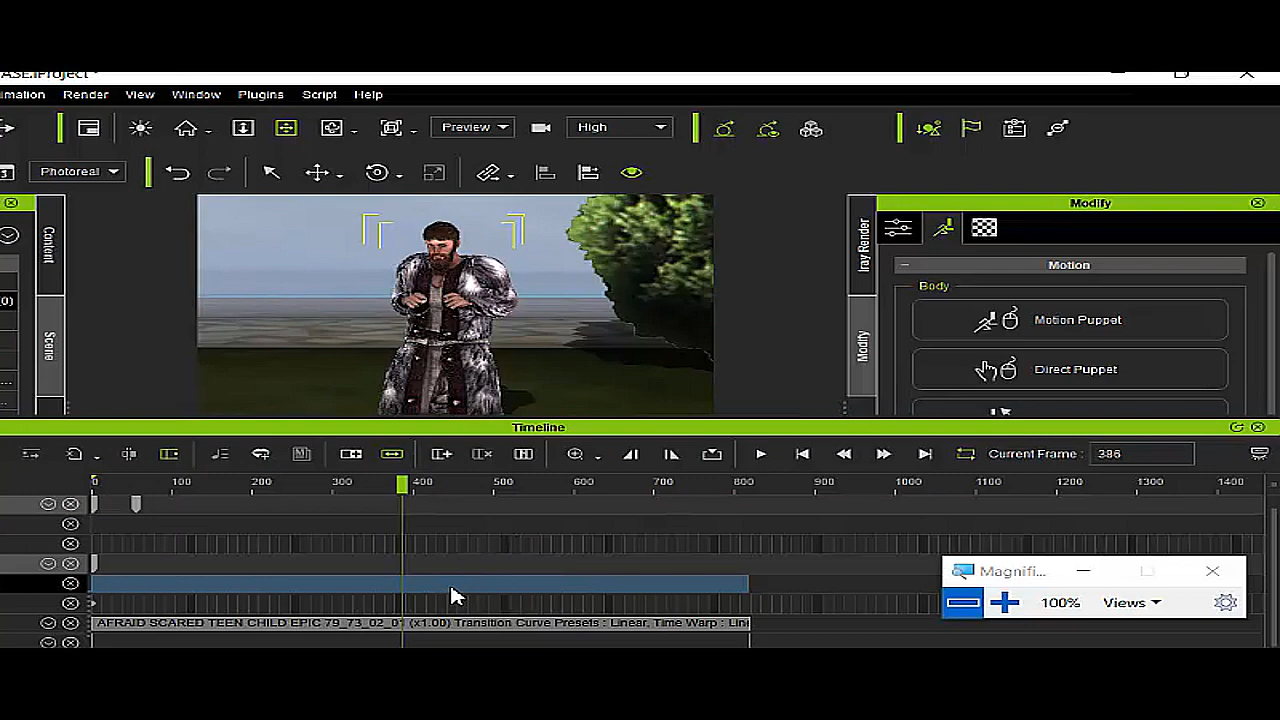 ASE.iProject *
imation Render View Window Plugins Script Help
Preview High
Photoreal
Content
Scene
Iray Render
Modify
Modify
Motion
Body
Motion Puppet
Direct Puppet
Timeline
Current Frame : 386
0 100 200 300 400 500 600 700 800 900 1000 1100 1200 1300 1400
Magnifi...
100% Views
AFRAID SCARED TEEN CHILD EPIC 79_73_02_01 (x1.00) Transition Curve Presets : Linear, Time Warp : Lin